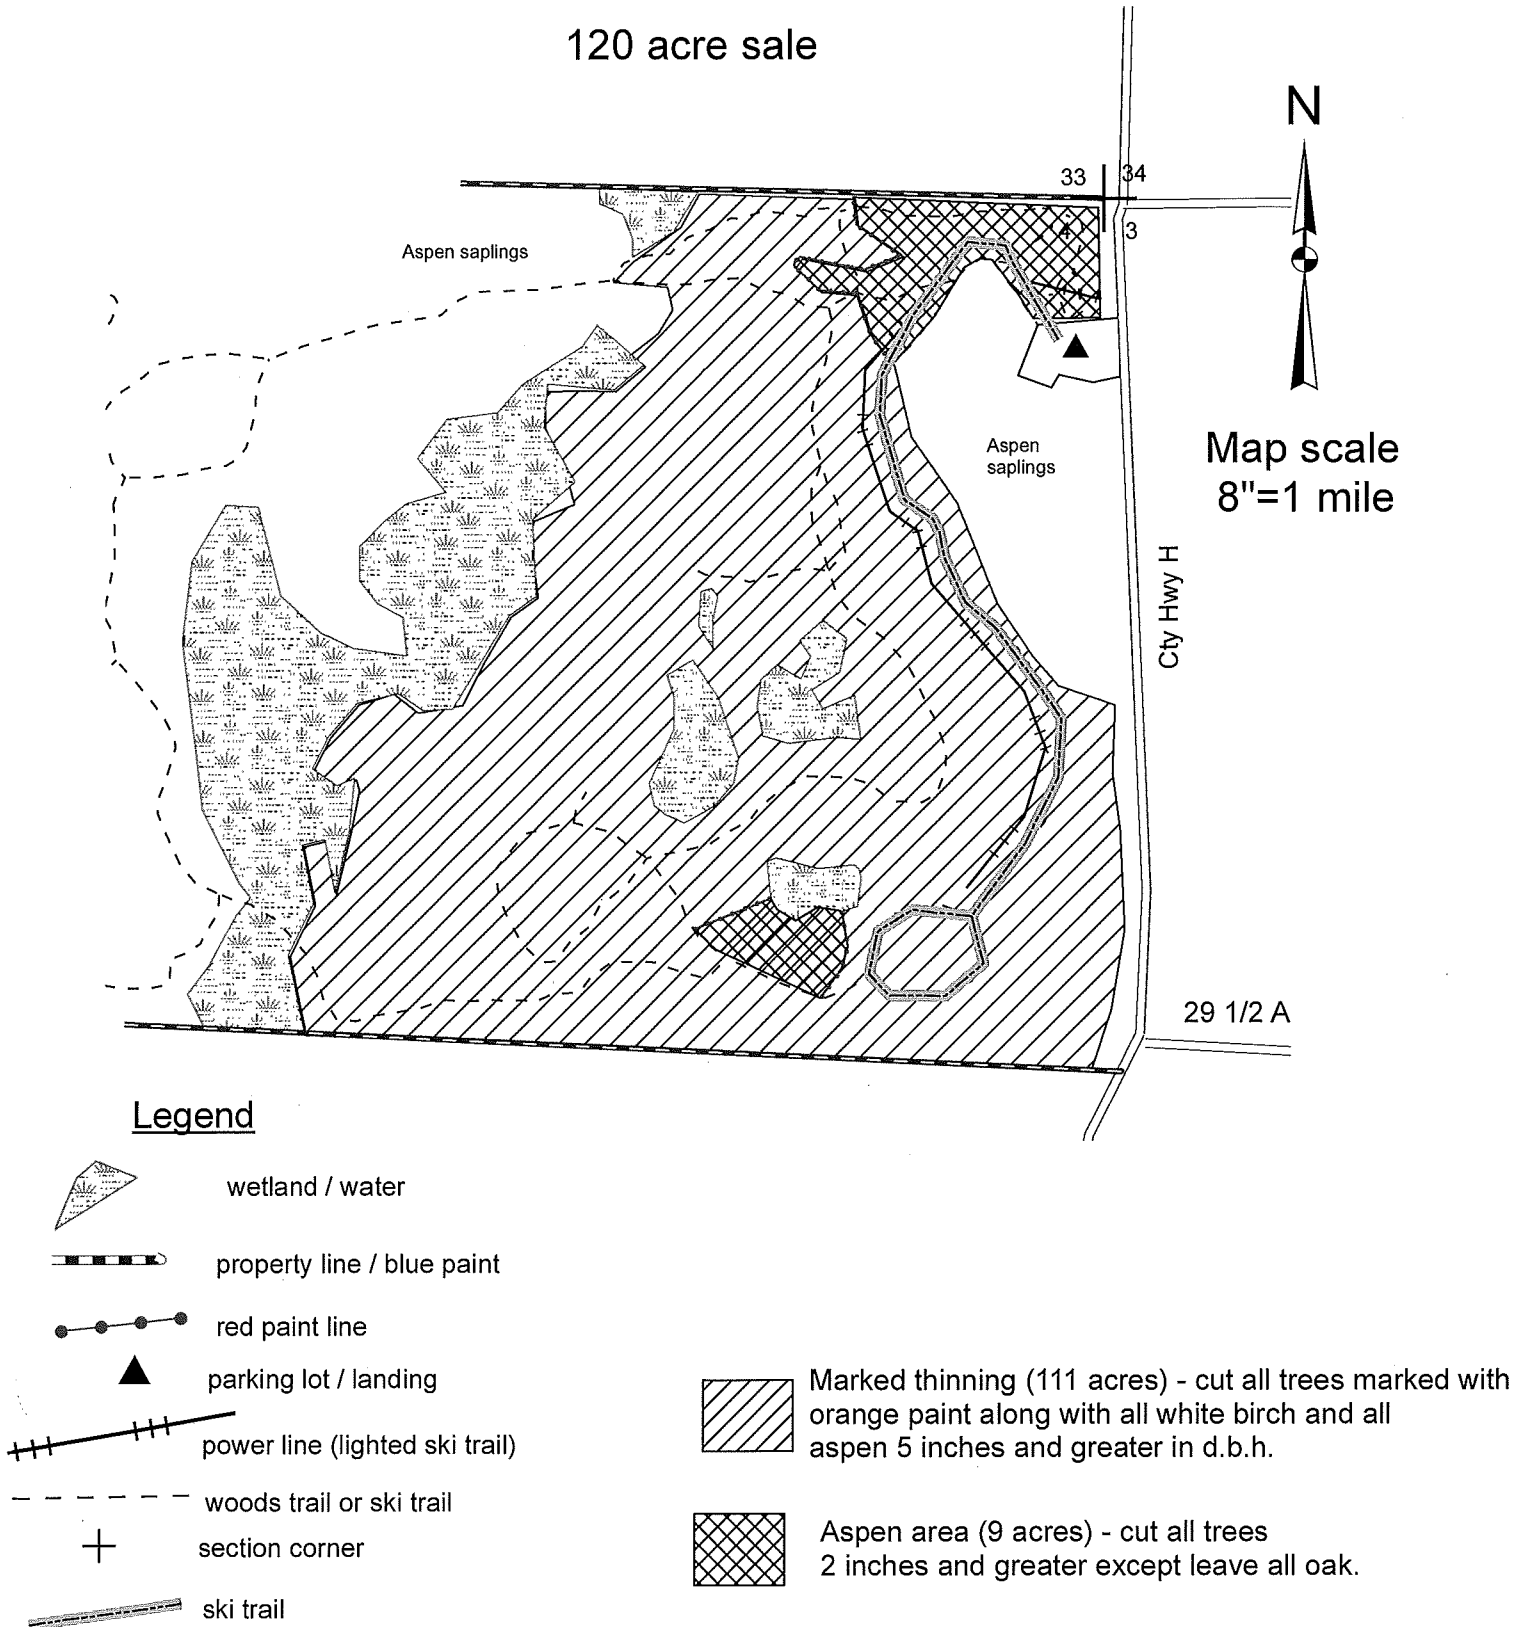 120 acre sale
N
33 34
4 3
Aspen saplings
Map scale
8"=1 mile
Aspen
saplings
Cty Hwy H
29 1/2 A
Legend
wetland / water
property line / blue paint
red paint line
parking lot / landing
power line (lighted ski trail)
woods trail or ski trail
section corner
ski trail
Marked thinning (111 acres) - cut all trees marked with
orange paint along with all white birch and all
aspen 5 inches and greater in d.b.h.
Aspen area (9 acres) - cut all trees
2 inches and greater except leave all oak.